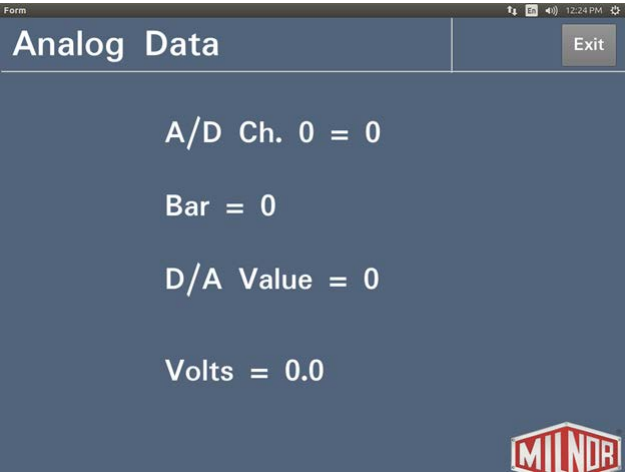 Form
En 12:24 PM
Analog Data
Exit
A/D Ch. 0 = 0
Bar = 0
D/A Value = 0
Volts = 0.0
MILNOR